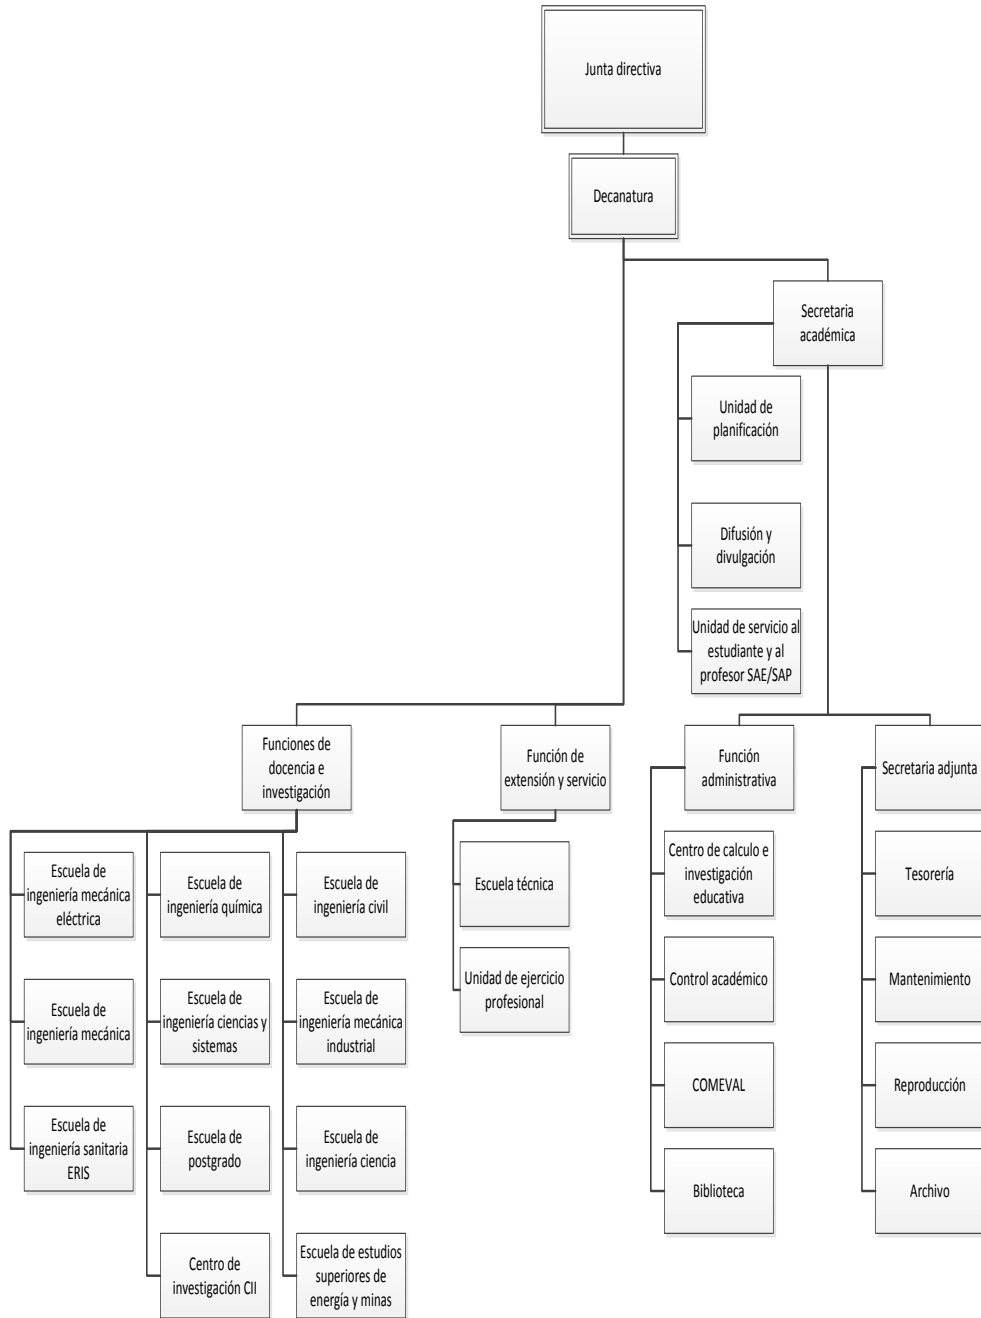 Junta directiva
Decanatura
Secretaria
académica
Unidad de
planificación
Difusión y
divulgación
Unidad de servicio al
estudiante y al
profesor SAE/SAP
Funciones de
docencia e
investigación
Función de
extensión y servicio
Función
administrativa
Secretaria adjunta
Escuela de
ingeniería mecánica
eléctrica
Escuela de
ingeniería química
Escuela de
ingeniería civil
Escuela técnica
Centro de calculo e
investigación
educativa
Tesorería
Escuela de
ingeniería mecánica
Escuela de
ingeniería ciencias y
sistemas
Escuela de
ingeniería mecánica
industrial
Unidad de ejercicio
profesional
Control académico
Mantenimiento
Escuela de
ingeniería sanitaria
ERIS
Escuela de
postgrado
Escuela de
ingeniería ciencia
COMEVAL
Reproducción
Biblioteca
Archivo
Centro de
investigación CII
Escuela de estudios
superiores de
energía y minas